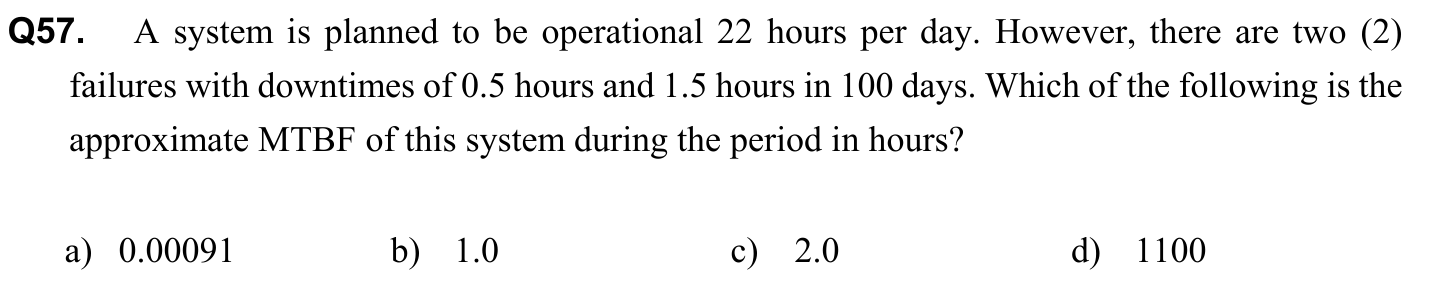 Q57. A system is planned to be operational 22 hours per day. However, there are two (2)
failures with downtimes of 0.5 hours and 1.5 hours in 100 days. Which of the following is the
approximate MTBF of this system during the period in hours?
a) 0.00091 b) 1.0 c) 2.0 d) 1100